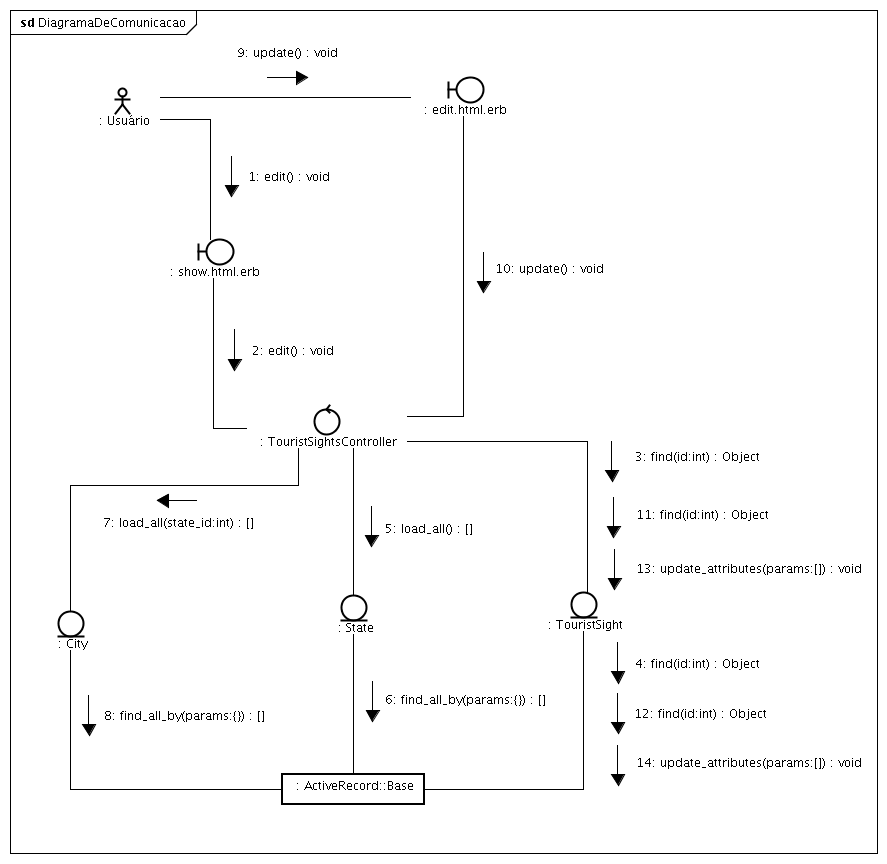 sd DiagramaDeComunicacao
9: update() : void
: Usuário
: edit.html.erb
1: edit() : void
: show.html.erb
10: update() : void
2: edit() : void
: TouristSightsController
3: find(id:int) : Object
11: find(id:int) : Object
7: load_all(state_id:int) : []
5: load_all() : []
13: update_attributes(params:[]) : void
: City
: State
: TouristSight
4: find(id:int) : Object
8: find_all_by(params:{}) : []
6: find_all_by(params:{}) : []
12: find(id:int) : Object
14: update_attributes(params:[]) : void
: ActiveRecord::Base